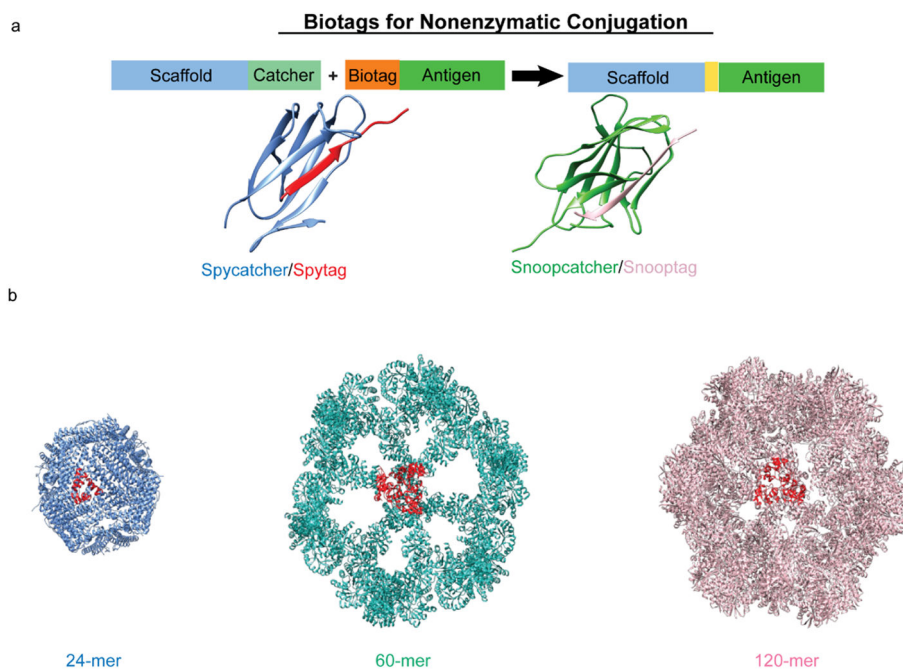 a
Biotags for Nonenzymatic Conjugation
Scaffold Catcher + Biotag Antigen Scaffold Antigen
Spycatcher/Spytag Snoopcatcher/Snooptag
b
24-mer 60-mer 120-mer